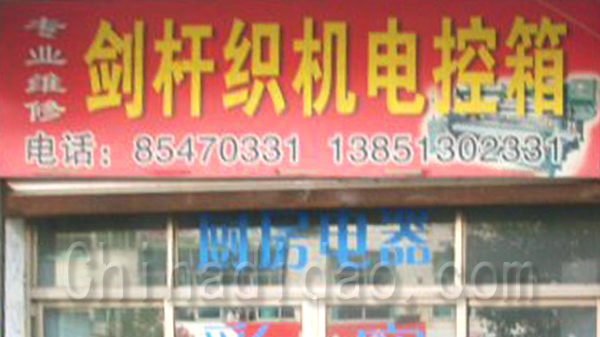 专业维修
剑杆织机电控箱
电话：85470331 13851302331
厨房电器
Chinadidao.com